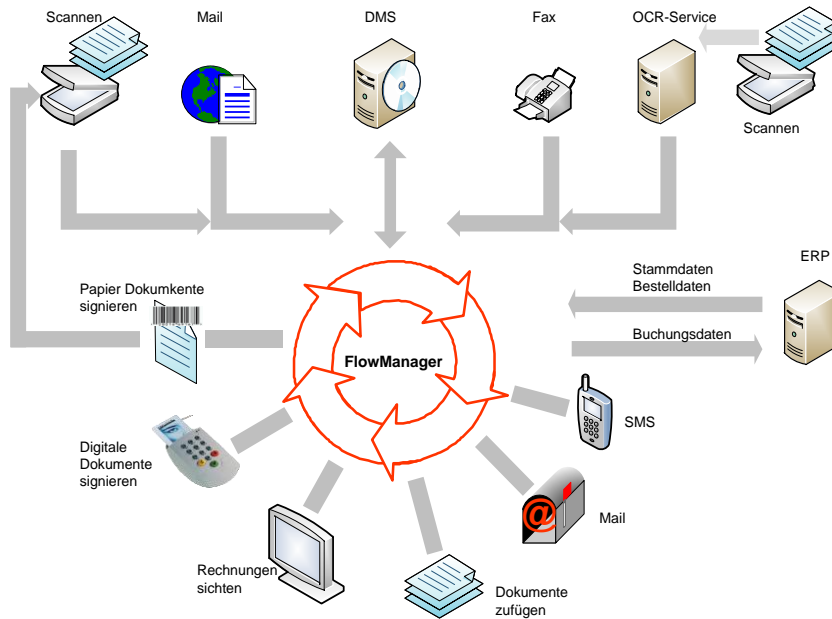 Scannen
Mail
DMS
Fax
OCR-Service
Scannen
ERP
Stammdaten
Bestelldaten
Buchungsdaten
Papier Dokumkente
signieren
FlowManager
SMS
Digitale
Dokumente
signieren
@
Mail
Rechnungen
sichten
Dokumente
zufügen